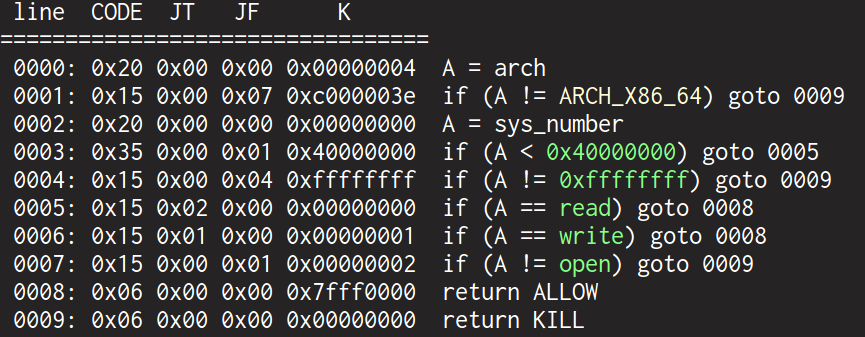 line  CODE  JT   JF      K
=================================
0000: 0x20 0x00 0x00 0x00000004  A = arch
0001: 0x15 0x00 0x07 0xc000003e  if (A != ARCH_X86_64) goto 0009
0002: 0x20 0x00 0x00 0x00000000  A = sys_number
0003: 0x35 0x00 0x01 0x40000000  if (A < 0x40000000) goto 0005
0004: 0x15 0x00 0x04 0xffffffff  if (A != 0xffffffff) goto 0009
0005: 0x15 0x02 0x00 0x00000000  if (A == read) goto 0008
0006: 0x15 0x01 0x00 0x00000001  if (A == write) goto 0008
0007: 0x15 0x00 0x01 0x00000002  if (A != open) goto 0009
0008: 0x06 0x00 0x00 0x7fff0000  return ALLOW
0009: 0x06 0x00 0x00 0x00000000  return KILL